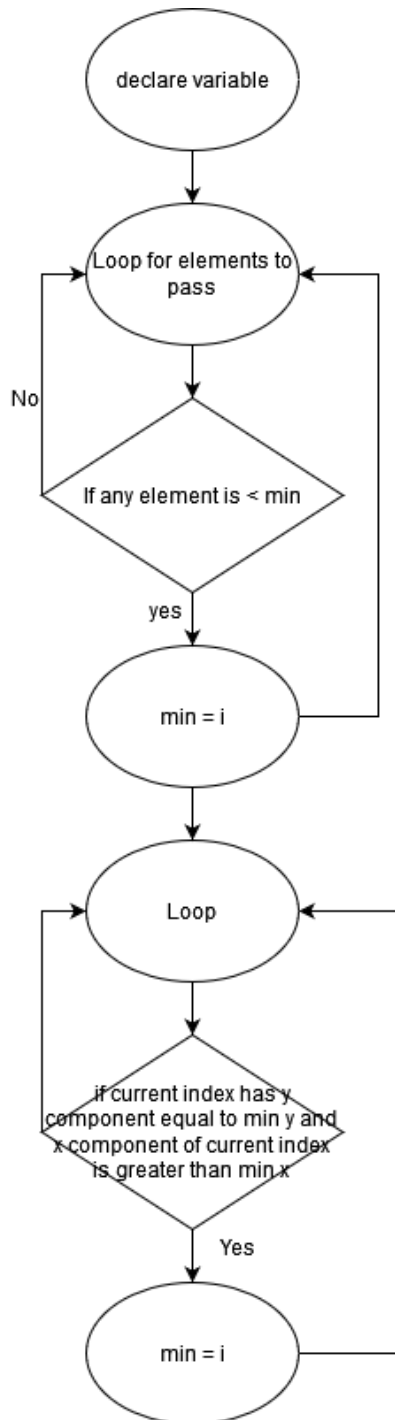 declare variable
Loop for elements to
pass
No
If any element is < min
yes
min = i
Loop
if current index has y
component equal to min y and
x component of current index
is greater than min x
Yes
min = i